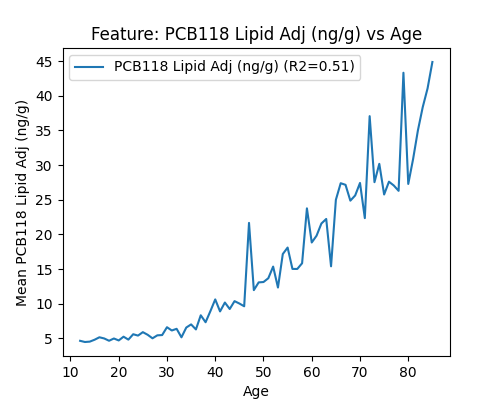 Feature: PCB118 Lipid Adj (ng/g) vs Age
PCB118 Lipid Adj (ng/g) (R2=0.51)
Mean PCB118 Lipid Adj (ng/g)
45
40
35
30
25
20
15
10
5
10 20 30 40 50 60 70 80
Age